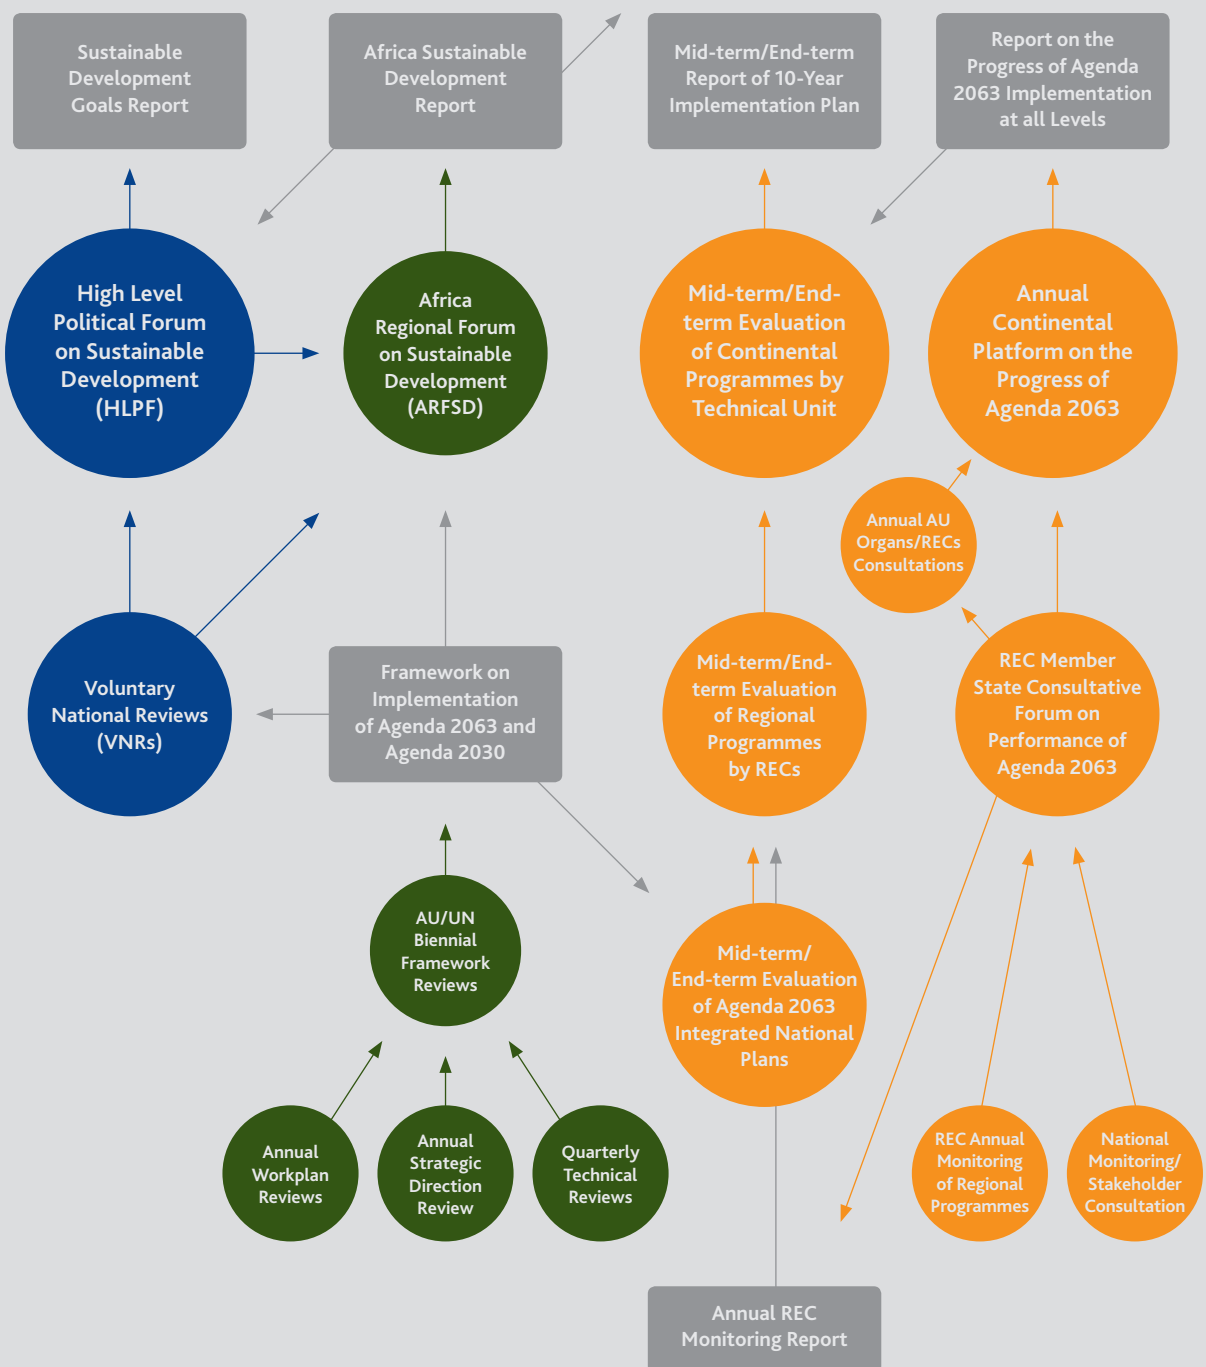 Sustainable
Development
Goals Report
Africa Sustainable
Development
Report
Mid-term/End-term
Report of 10-Year
Implementation Plan
Report on the
Progress of Agenda
2063 Implementation
at all Levels
High Level
Political Forum
on Sustainable
Development
(HLPF)
Africa
Regional Forum
on Sustainable
Development
(ARFSD)
Mid-term/End-
term Evaluation
of Continental
Programmes by
Technical Unit
Annual
Continental
Platform on the
Progress of
Agenda 2063
Annual AU
Organs/RECs
Consultations
Voluntary
National Reviews
(VNRs)
Framework on
Implementation
of Agenda 2063 and
Agenda 2030
Mid-term/End-
term Evaluation
of Regional
Programmes
by RECs
REC Member
State Consultative
Forum on
Performance of
Agenda 2063
AU/UN
Biennial
Framework
Reviews
Mid-term/
End-term Evaluation
of Agenda 2063
Integrated National
Plans
Annual
Workplan
Reviews
Annual
Strategic
Direction
Review
Quarterly
Technical
Reviews
REC Annual
Monitoring
of Regional
Programmes
National
Monitoring/
Stakeholder
Consultation
Annual REC
Monitoring Report